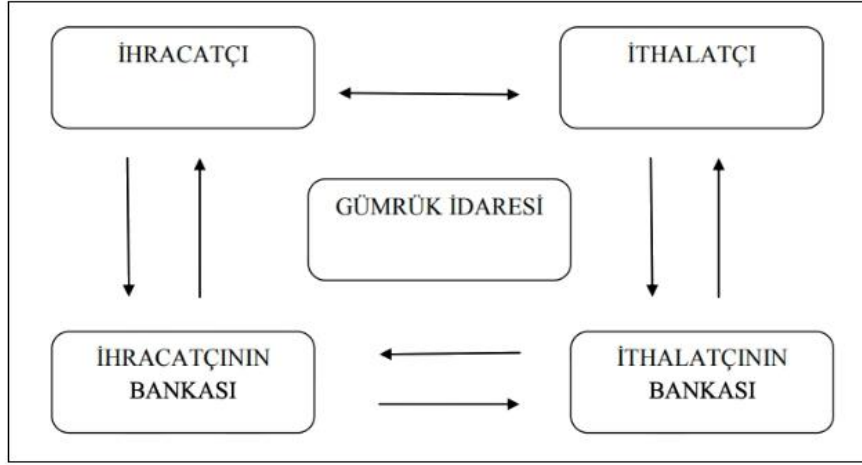 İHRACATÇI
İTHALATÇI
GÜMRÜK İDARESİ
İHRACATÇININ
BANKASI
İTHALATÇININ
BANKASI